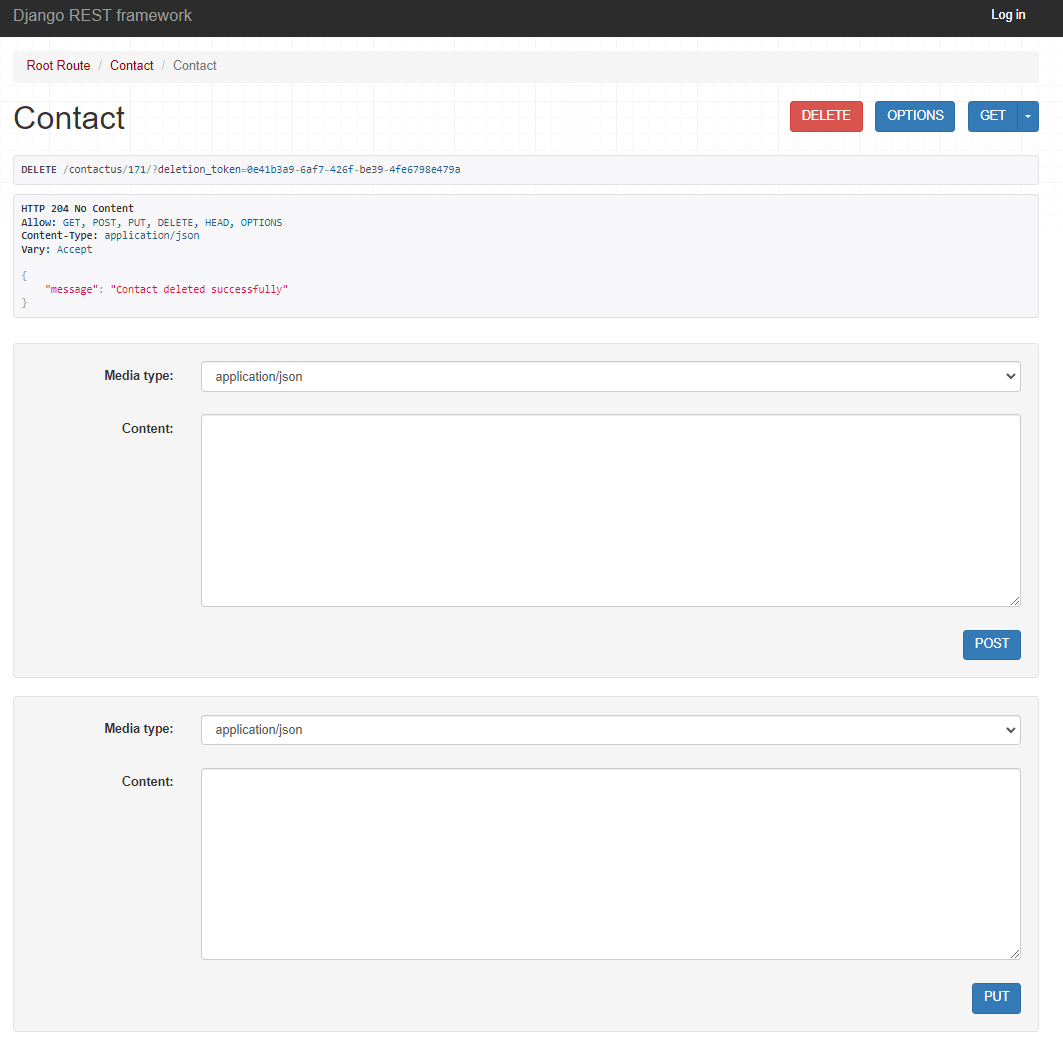 Django REST framework Log in
Root Route / Contact / Contact
Contact DELETE OPTIONS GET
DELETE /contactus/171/?deletion_token=0e41b3a9-6af7-426f-be39-4fe6798e479a
HTTP 204 No Content
Allow: GET, POST, PUT, DELETE, HEAD, OPTIONS
Content-Type: application/json
Vary: Accept
{
"message": "Contact deleted successfully"
}
Media type: application/json
Content:
POST
Media type: application/json
Content:
PUT